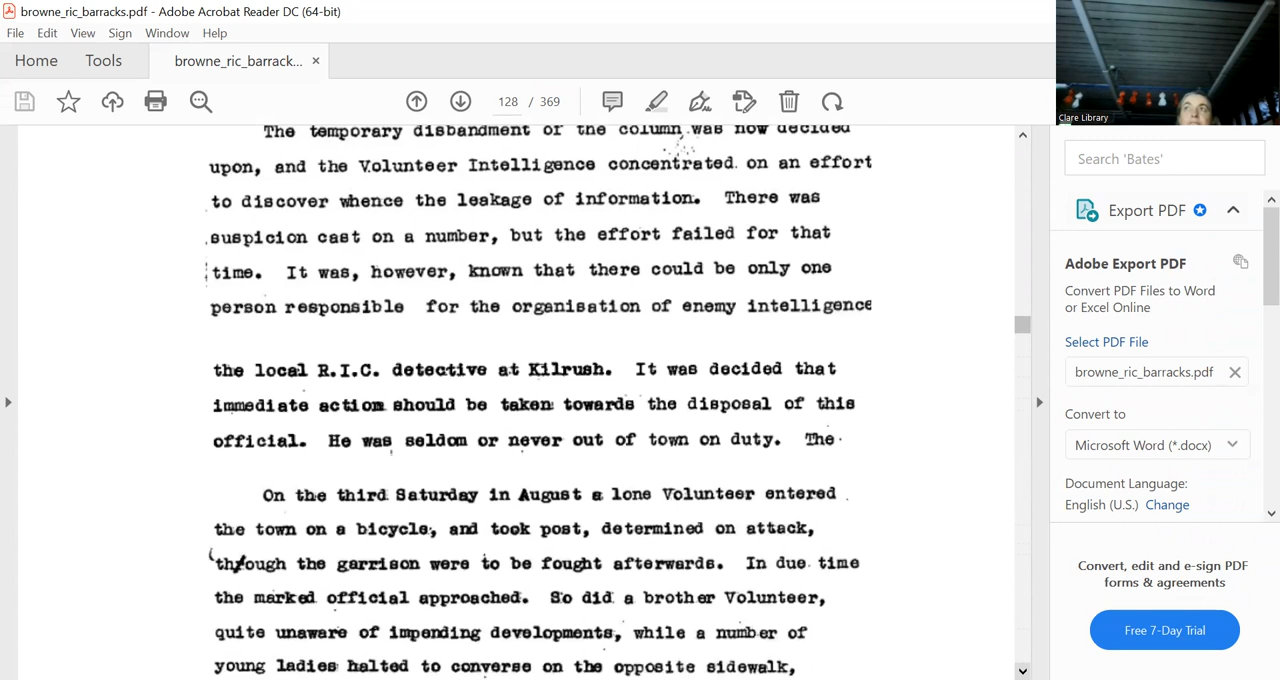 browne_ric_barracks.pdf - Adobe Acrobat Reader DC (64-bit)
File Edit View Sign Window Help
Home Tools browne_ric_barrack... ×
128 / 369
Clare Library
Search 'Bates'
Export PDF
Adobe Export PDF
Convert PDF Files to Word
or Excel Online
Select PDF File
browne_ric_barracks.pdf
Convert to
Microsoft Word (*.docx)
Document Language:
English (U.S.) Change
Convert, edit and e-sign PDF
forms & agreements
Free 7-Day Trial
The temporary disbandment of the column was now decided
upon, and the Volunteer Intelligence concentrated on an effort
to discover whence the leakage of information. There was
suspicion cast on a number, but the effort failed for that
time. It was, however, known that there could be only one
person responsible for the organisation of enemy intelligence
the local R.I.C. detective at Kilrush. It was decided that
immediate action should be taken towards the disposal of this
official. He was seldom or never out of town on duty. The
On the third Saturday in August a lone Volunteer entered
the town on a bicycle, and took post, determined on attack,
through the garrison were to be fought afterwards. In due time
the marked official approached. So did a brother Volunteer,
quite unaware of impending developments, while a number of
young ladies halted to converse on the opposite sidewalk,